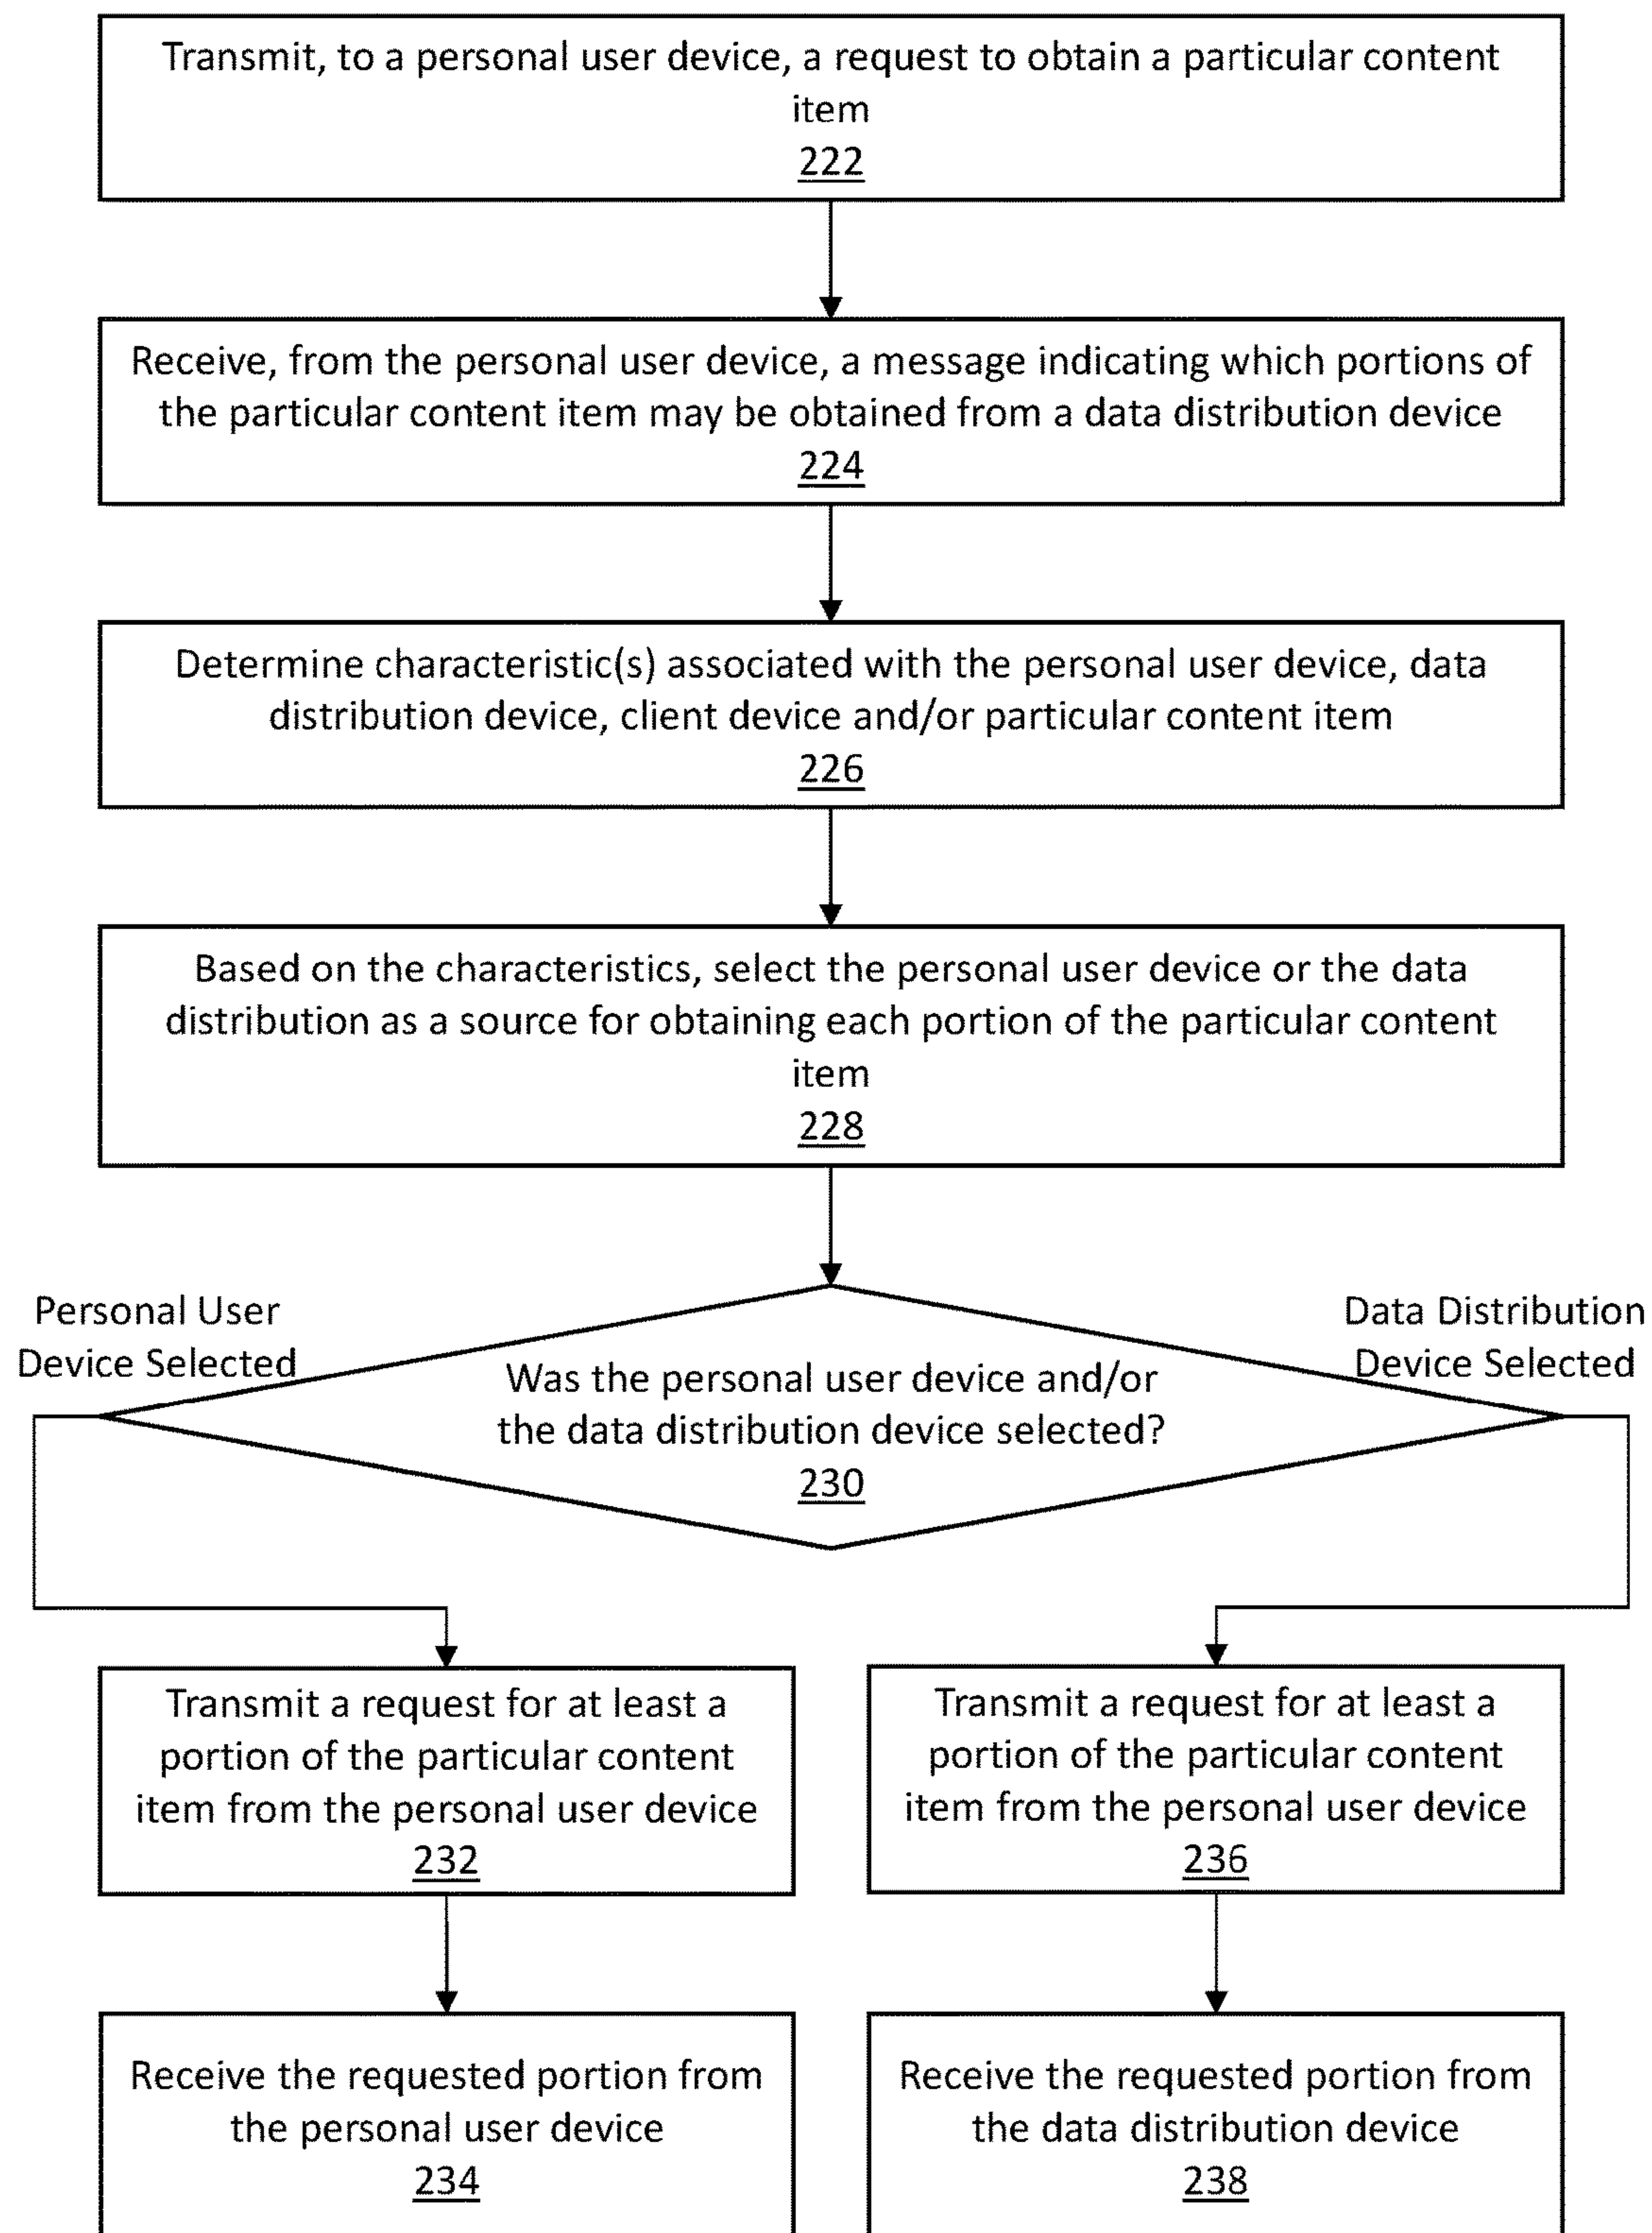 Transmit, to a personal user device, a request to obtain a particular content
item
222
Receive, from the personal user device, a message indicating which portions of
the particular content item may be obtained from a data distribution device
224
Determine characteristic(s) associated with the personal user device, data
distribution device, client device and/or particular content item
226
Based on the characteristics, select the personal user device or the data
distribution as a source for obtaining each portion of the particular content
item
228
Personal User
Device Selected
Data Distribution
Device Selected
Was the personal user device and/or
the data distribution device selected?
230
Transmit a request for at least a
portion of the particular content
item from the personal user device
232
Transmit a request for at least a
portion of the particular content
item from the personal user device
236
Receive the requested portion from
the personal user device
234
Receive the requested portion from
the data distribution device
238